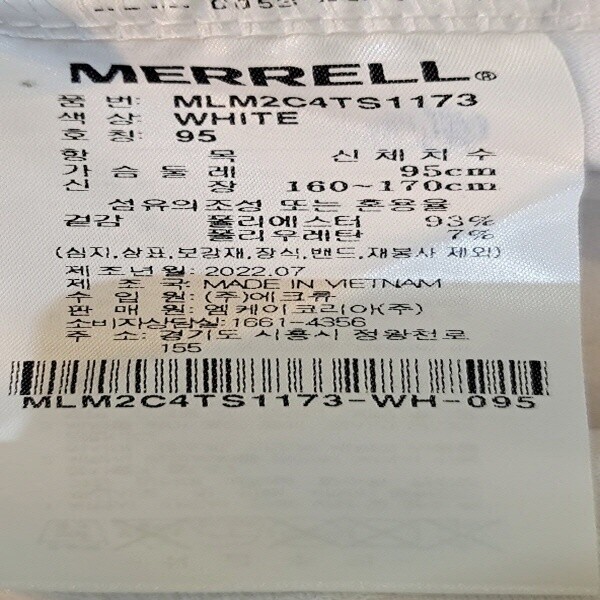 MERRELL®
품 번: MLM2C4TS1173
색 상: WHITE
호 칭: 95
항 목 신 체 치 수
가 슴 둘 레 95cm
신 장 160~170cm
섬유의조성 또는 혼용율
겉감 폴리에스터 93%
폴리우레탄 7%
(심지,상표,보강재,장식,밴드,재봉사 제외)
제 조 년 월: 2022.07
제 조 국: MADE IN VIETNAM
수 입 원: (주)에크류
판 매 원: 엠케이코리아(주)
소비자상담실:1661-4356
주 소: 경기도 시흥시 정왕천로
155
MLM2C4TS1173-WH-095